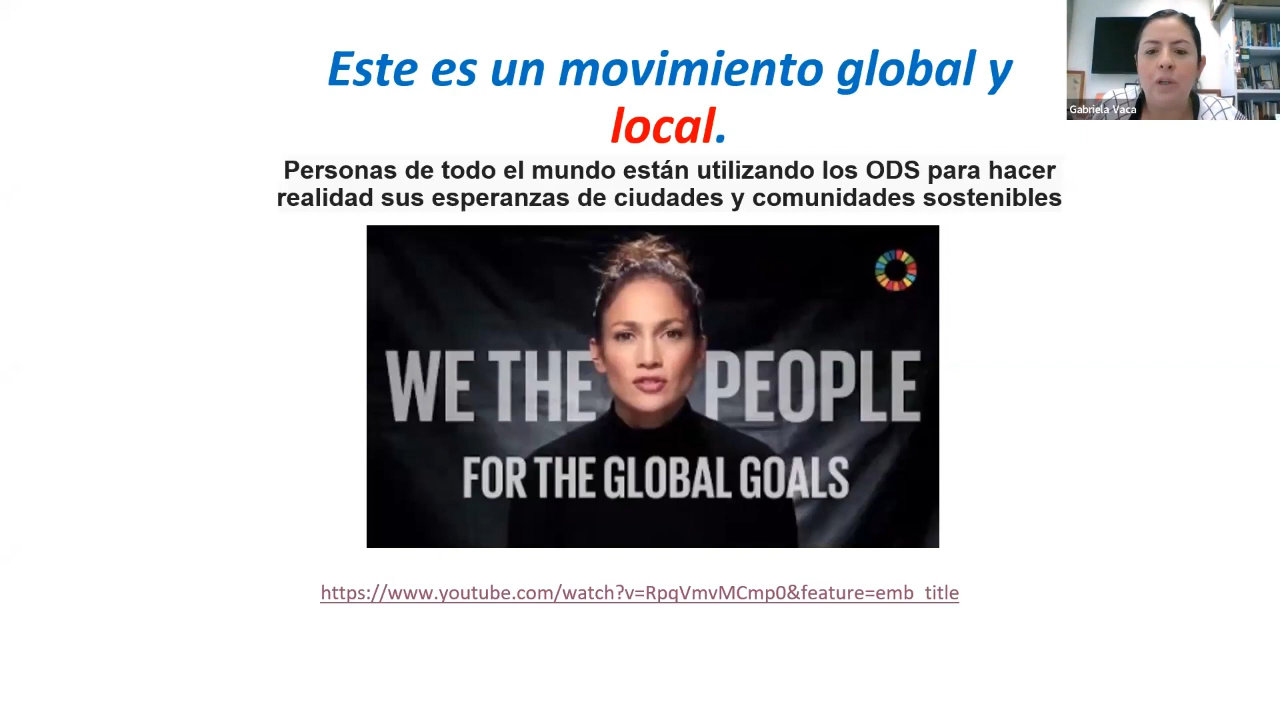 Este es un movimiento global y
local.
Personas de todo el mundo están utilizando los ODS para hacer
realidad sus esperanzas de ciudades y comunidades sostenibles
WE THE PEOPLE
FOR THE GLOBAL GOALS
https://www.youtube.com/watch?v=RpqVmvMCmp0&feature=emb_title
Gabriela Vaca